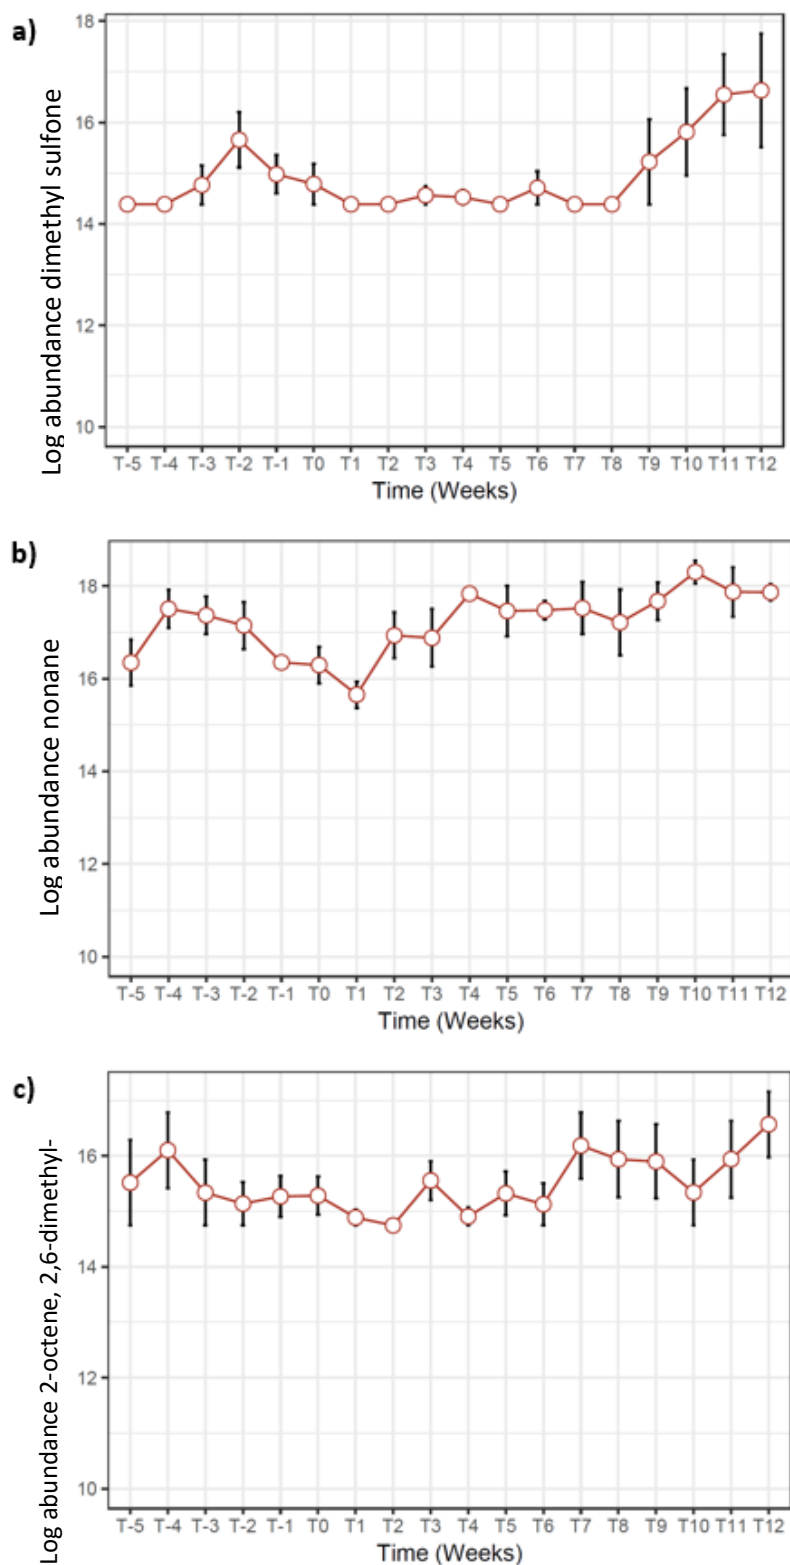 a)
Log abundance dimethyl sulfone
18
16
14
12
10
T-5 T-4 T-3 T-2 T-1 T0 T1 T2 T3 T4 T5 T6 T7 T8 T9 T10 T11 T12
Time (Weeks)
b)
Log abundance nonane
18
16
14
12
10
T-5 T-4 T-3 T-2 T-1 T0 T1 T2 T3 T4 T5 T6 T7 T8 T9 T10 T11 T12
Time (Weeks)
c)
Log abundance 2-octene, 2,6-dimethyl-
16
14
12
10
T-5 T-4 T-3 T-2 T-1 T0 T1 T2 T3 T4 T5 T6 T7 T8 T9 T10 T11 T12
Time (Weeks)